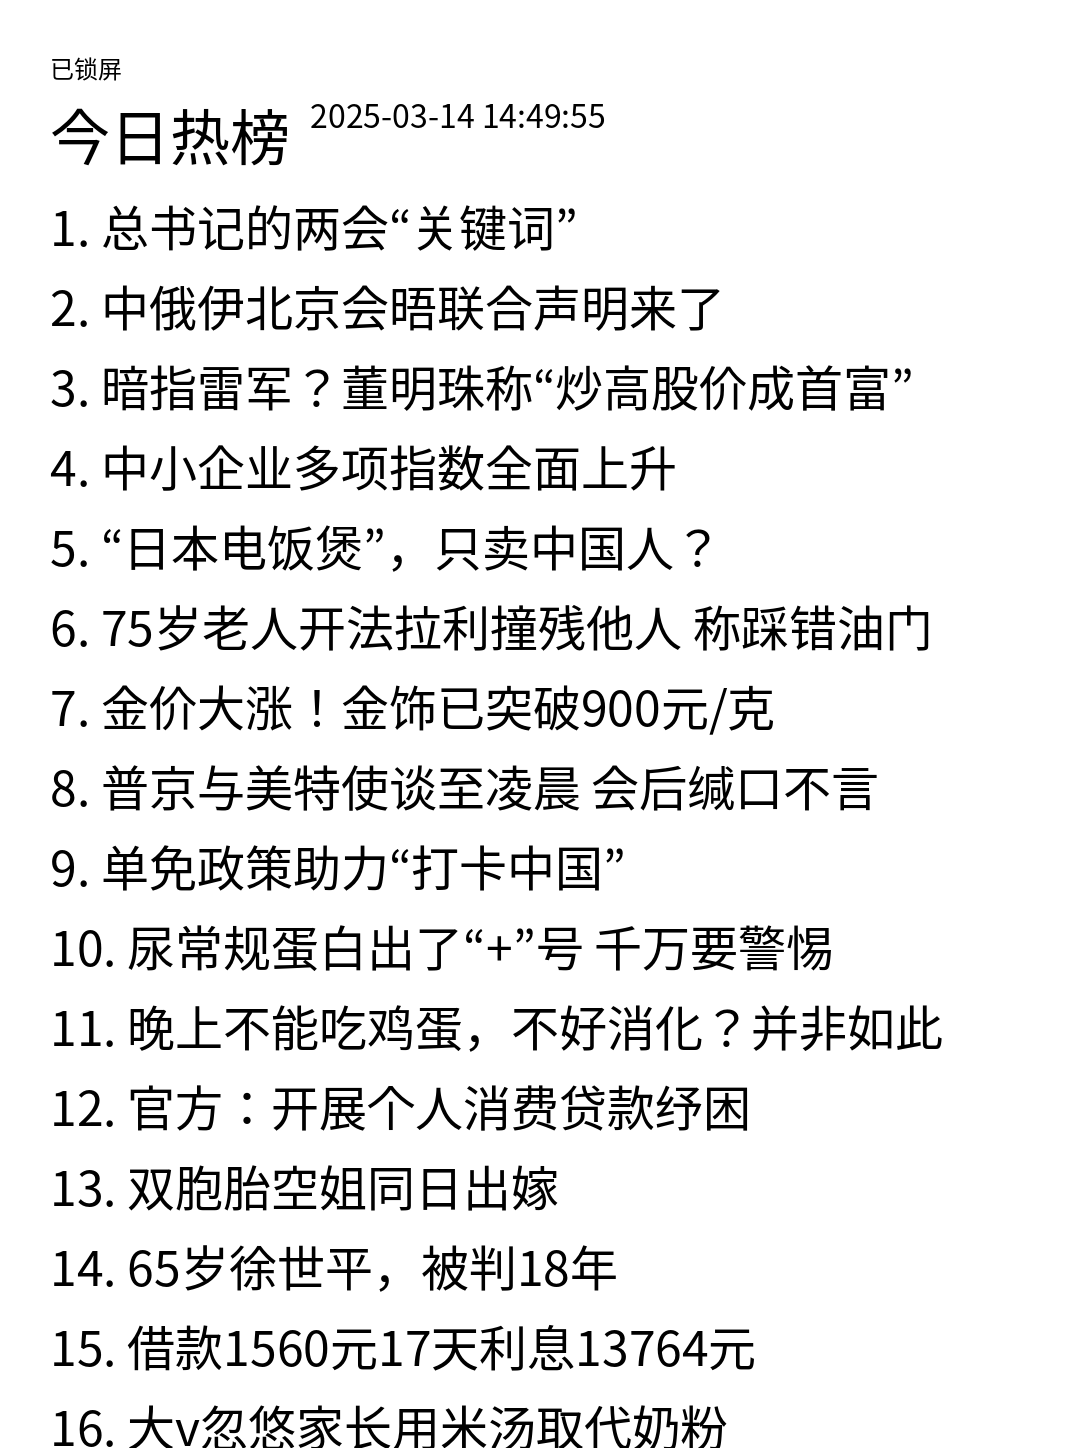 已锁屏
今日热榜 2025-03-14 14:49:55
1. 总书记的两会“关键词”
2. 中俄伊北京会晤联合声明来了
3. 暗指雷军？董明珠称“炒高股价成首富”
4. 中小企业多项指数全面上升
5. “日本电饭煲”，只卖中国人？
6. 75岁老人开法拉利撞残他人 称踩错油门
7. 金价大涨！金饰已突破900元/克
8. 普京与美特使谈至凌晨 会后缄口不言
9. 单免政策助力“打卡中国”
10. 尿常规蛋白出了“+”号 千万要警惕
11. 晚上不能吃鸡蛋，不好消化？并非如此
12. 官方：开展个人消费贷款纾困
13. 双胞胎空姐同日出嫁
14. 65岁徐世平，被判18年
15. 借款1560元17天利息13764元
16. 大v忽悠家长用米汤取代奶粉